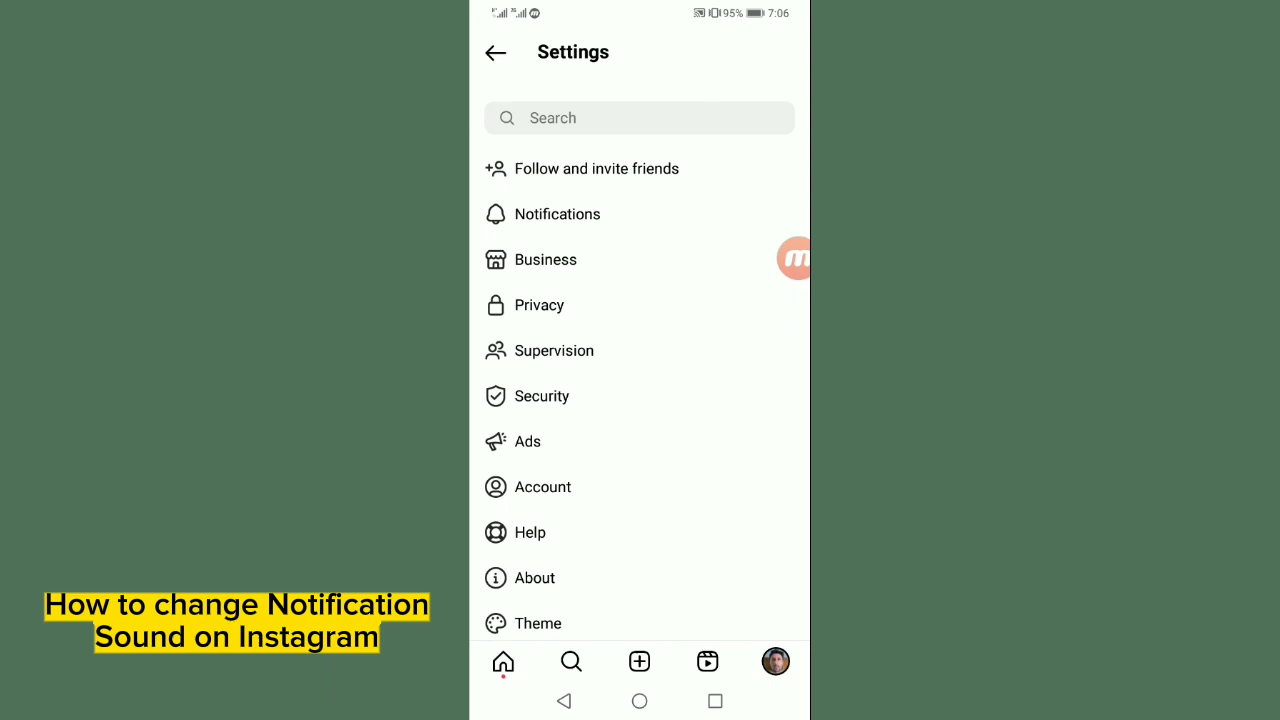 95% 7:06
Settings
Search
Follow and invite friends
Notifications
Business
Privacy
Supervision
Security
Ads
Account
Help
About
Theme
How to change Notification
Sound on Instagram